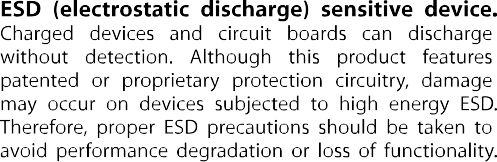 ESD (electrostatic discharge) sensitive device.
Charged devices and circuit boards can discharge
without detection. Although this product features
patented or proprietary protection circuitry, damage
may occur on devices subjected to high energy ESD.
Therefore, proper ESD precautions should be taken to
avoid performance degradation or loss of functionality.